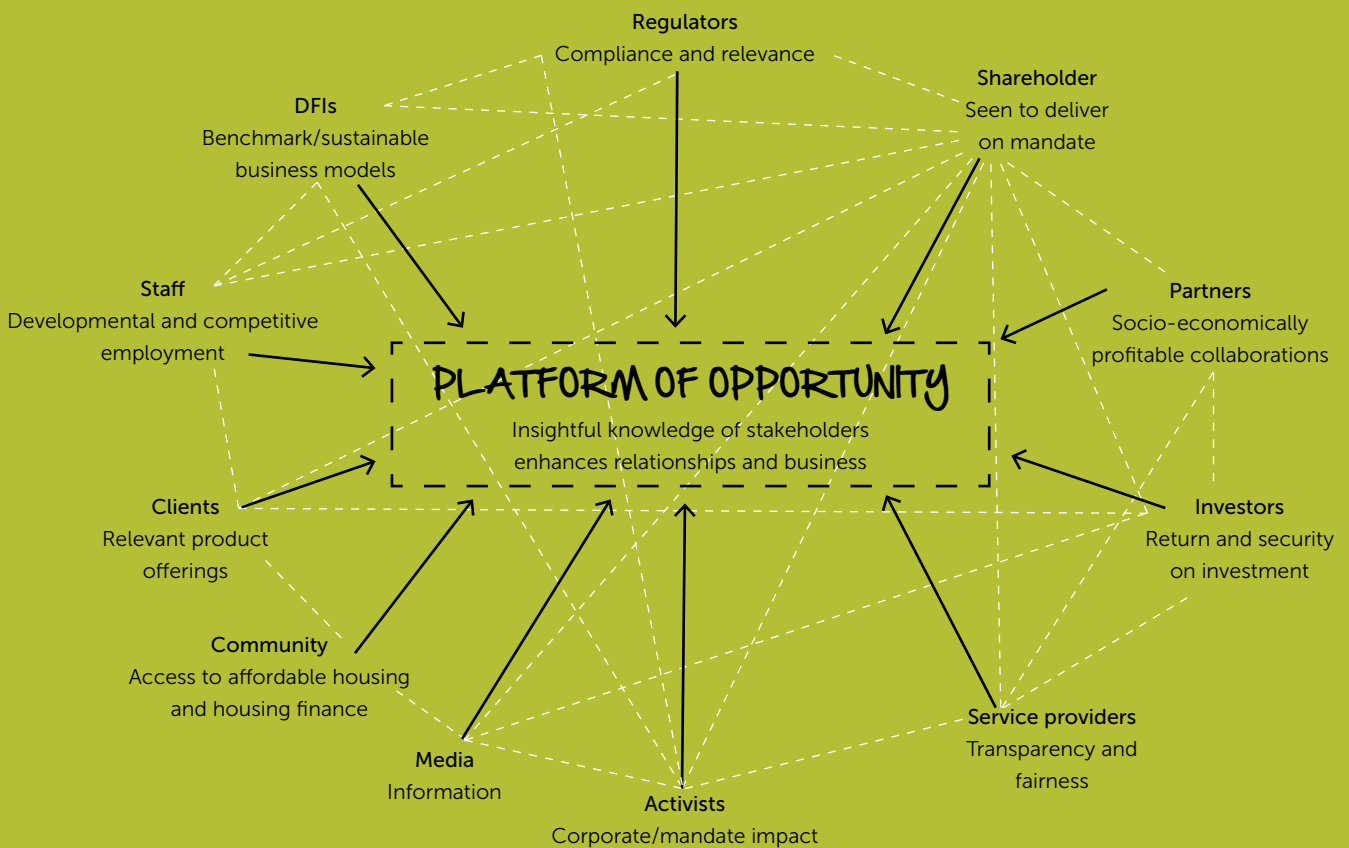 Regulators
Compliance and relevance
Shareholder
Seen to deliver
on mandate
DFIs
Benchmark/sustainable
business models
Staff
Developmental and competitive
employment
Partners
Socio-economically
profitable collaborations
PLATFORM OF OPPORTUNITY
Insightful knowledge of stakeholders
enhances relationships and business
Clients
Relevant product
offerings
Investors
Return and security
on investment
Community
Access to affordable housing
and housing finance
Service providers
Transparency and
fairness
Media
Information
Activists
Corporate/mandate impact